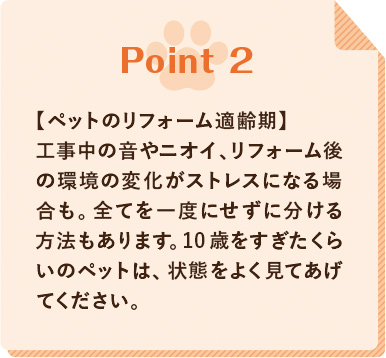 Point 2
【ペットのリフォーム適齢期】
工事中の音やニオイ、リフォーム後
の環境の変化がストレスになる場
合も。全てを一度にせずに分ける
方法もあります。10歳をすぎたくら
いのペットは、状態をよく見てあげ
てください。